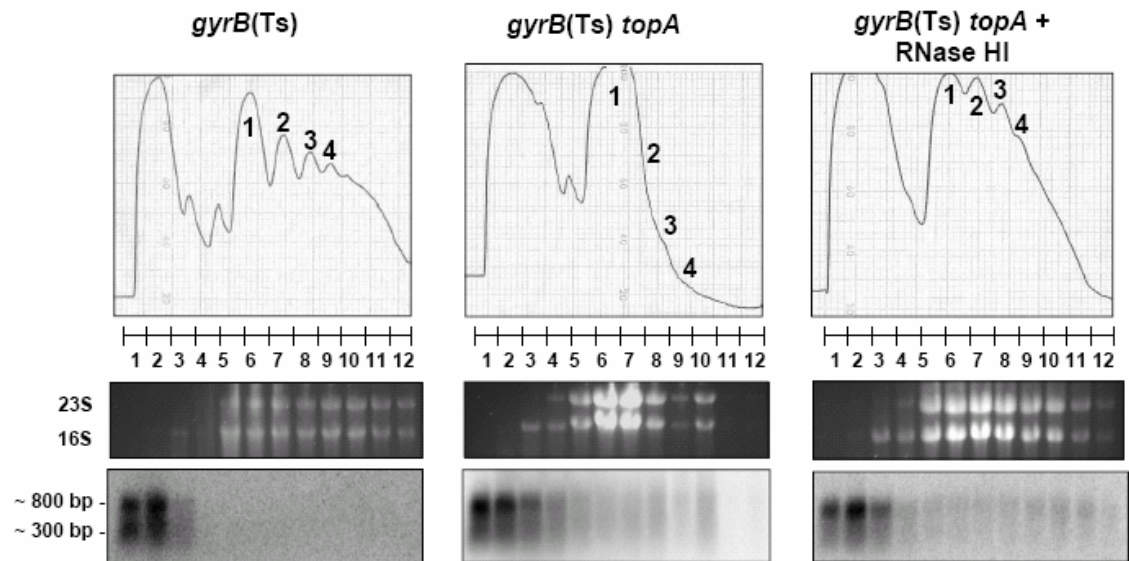 gyrB(Ts)
gyrB(Ts) topA
gyrB(Ts) topA +
RNase HI
1 2 3 4
1 2 3 4
1 2 3 4
1 2 3 4 5 6 7 8 9 10 11 12
1 2 3 4 5 6 7 8 9 10 11 12
1 2 3 4 5 6 7 8 9 10 11 12
23S
16S
~ 800 bp -
~ 300 bp -